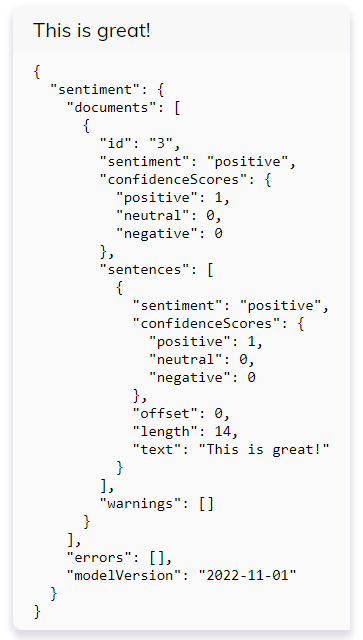 This is great!
{
  "sentiment": {
    "documents": [
      {
        "id": "3",
        "sentiment": "positive",
        "confidenceScores": {
          "positive": 1,
          "neutral": 0,
          "negative": 0
        },
        "sentences": [
          {
            "sentiment": "positive",
            "confidenceScores": {
              "positive": 1,
              "neutral": 0,
              "negative": 0
            },
            "offset": 0,
            "length": 14,
            "text": "This is great!"
          }
        ],
        "warnings": []
      }
    ],
    "errors": [],
    "modelVersion": "2022-11-01"
  }
}